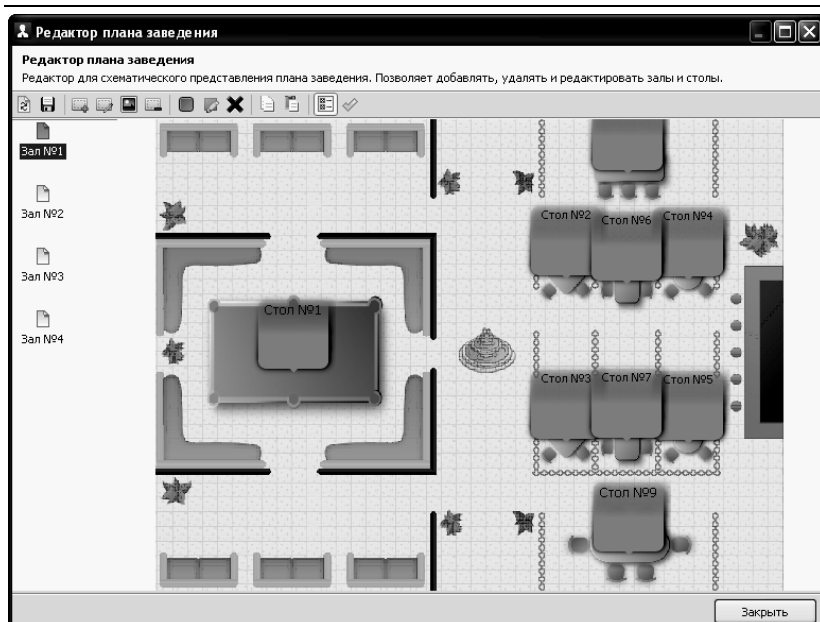 Редактор плана заведения
Редактор плана заведения
Редактор для схематического представления плана заведения. Позволяет добавлять, удалять и редактировать залы и столы.
Зал №1
Зал №2
Зал №3
Зал №4
Стол №2
Стол №6
Стол №4
Стол №1
Стол №3
Стол №7
Стол №5
Стол №9
Закрыть